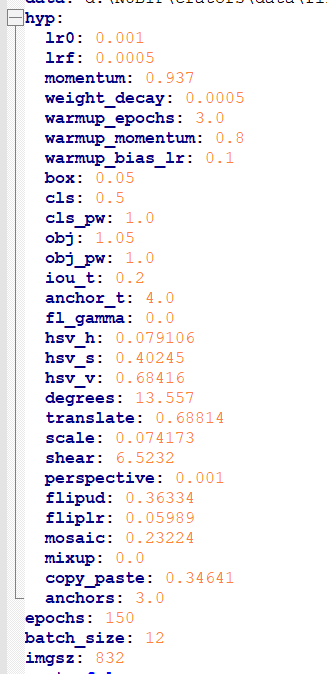 hyp:
lr0: 0.001
lrf: 0.0005
momentum: 0.937
weight_decay: 0.0005
warmup_epochs: 3.0
warmup_momentum: 0.8
warmup_bias_lr: 0.1
box: 0.05
cls: 0.5
cls_pw: 1.0
obj: 1.05
obj_pw: 1.0
iou_t: 0.2
anchor_t: 4.0
fl_gamma: 0.0
hsv_h: 0.079106
hsv_s: 0.40245
hsv_v: 0.68416
degrees: 13.557
translate: 0.68814
scale: 0.074173
shear: 6.5232
perspective: 0.001
flipud: 0.36334
fliplr: 0.05989
mosaic: 0.23224
mixup: 0.0
copy_paste: 0.34641
anchors: 3.0
epochs: 150
batch_size: 12
imgsz: 832